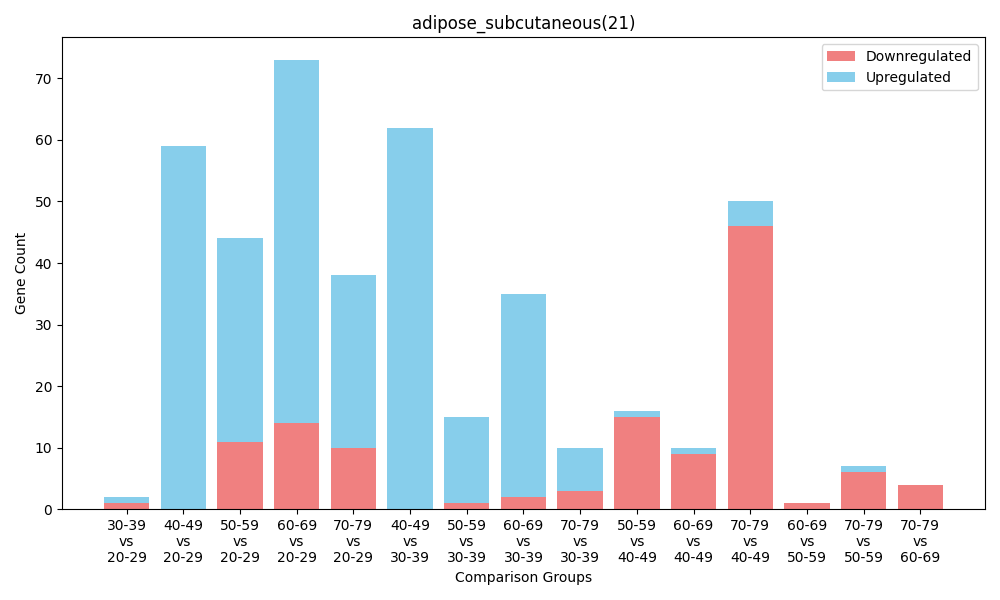 adipose_subcutaneous(21)
Downregulated
Upregulated
Gene Count
70
60
50
40
30
20
10
0
30-39
vs
20-29
40-49
vs
20-29
50-59
vs
20-29
60-69
vs
20-29
70-79
vs
20-29
40-49
vs
30-39
50-59
vs
30-39
60-69
vs
30-39
70-79
vs
30-39
50-59
vs
40-49
60-69
vs
40-49
70-79
vs
40-49
60-69
vs
50-59
70-79
vs
50-59
70-79
vs
60-69
Comparison Groups